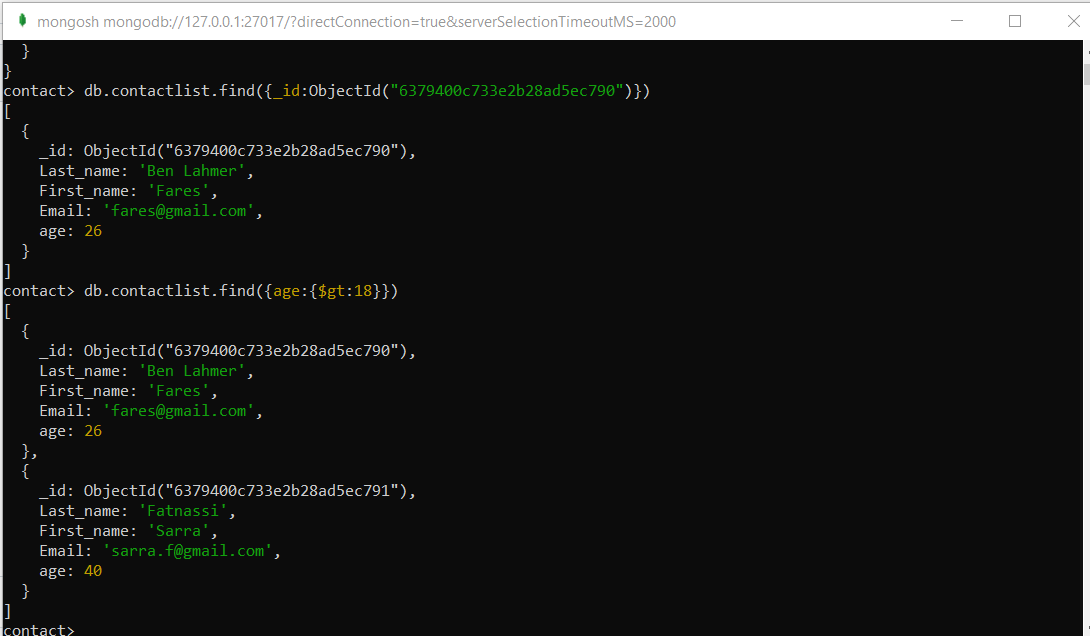 mongosh mongodb://127.0.0.1:27017/?directConnection=true&serverSelectionTimeoutMS=2000
  }
}
contact> db.contactlist.find({_id:ObjectId("6379400c733e2b28ad5ec790")})
[
  {
    _id: ObjectId("6379400c733e2b28ad5ec790"),
    Last_name: 'Ben Lahmer',
    First_name: 'Fares',
    Email: 'fares@gmail.com',
    age: 26
  }
]
contact> db.contactlist.find({age:{$gt:18}})
[
  {
    _id: ObjectId("6379400c733e2b28ad5ec790"),
    Last_name: 'Ben Lahmer',
    First_name: 'Fares',
    Email: 'fares@gmail.com',
    age: 26
  },
  {
    _id: ObjectId("6379400c733e2b28ad5ec791"),
    Last_name: 'Fatnassi',
    First_name: 'Sarra',
    Email: 'sarra.f@gmail.com',
    age: 40
  }
]
contact>